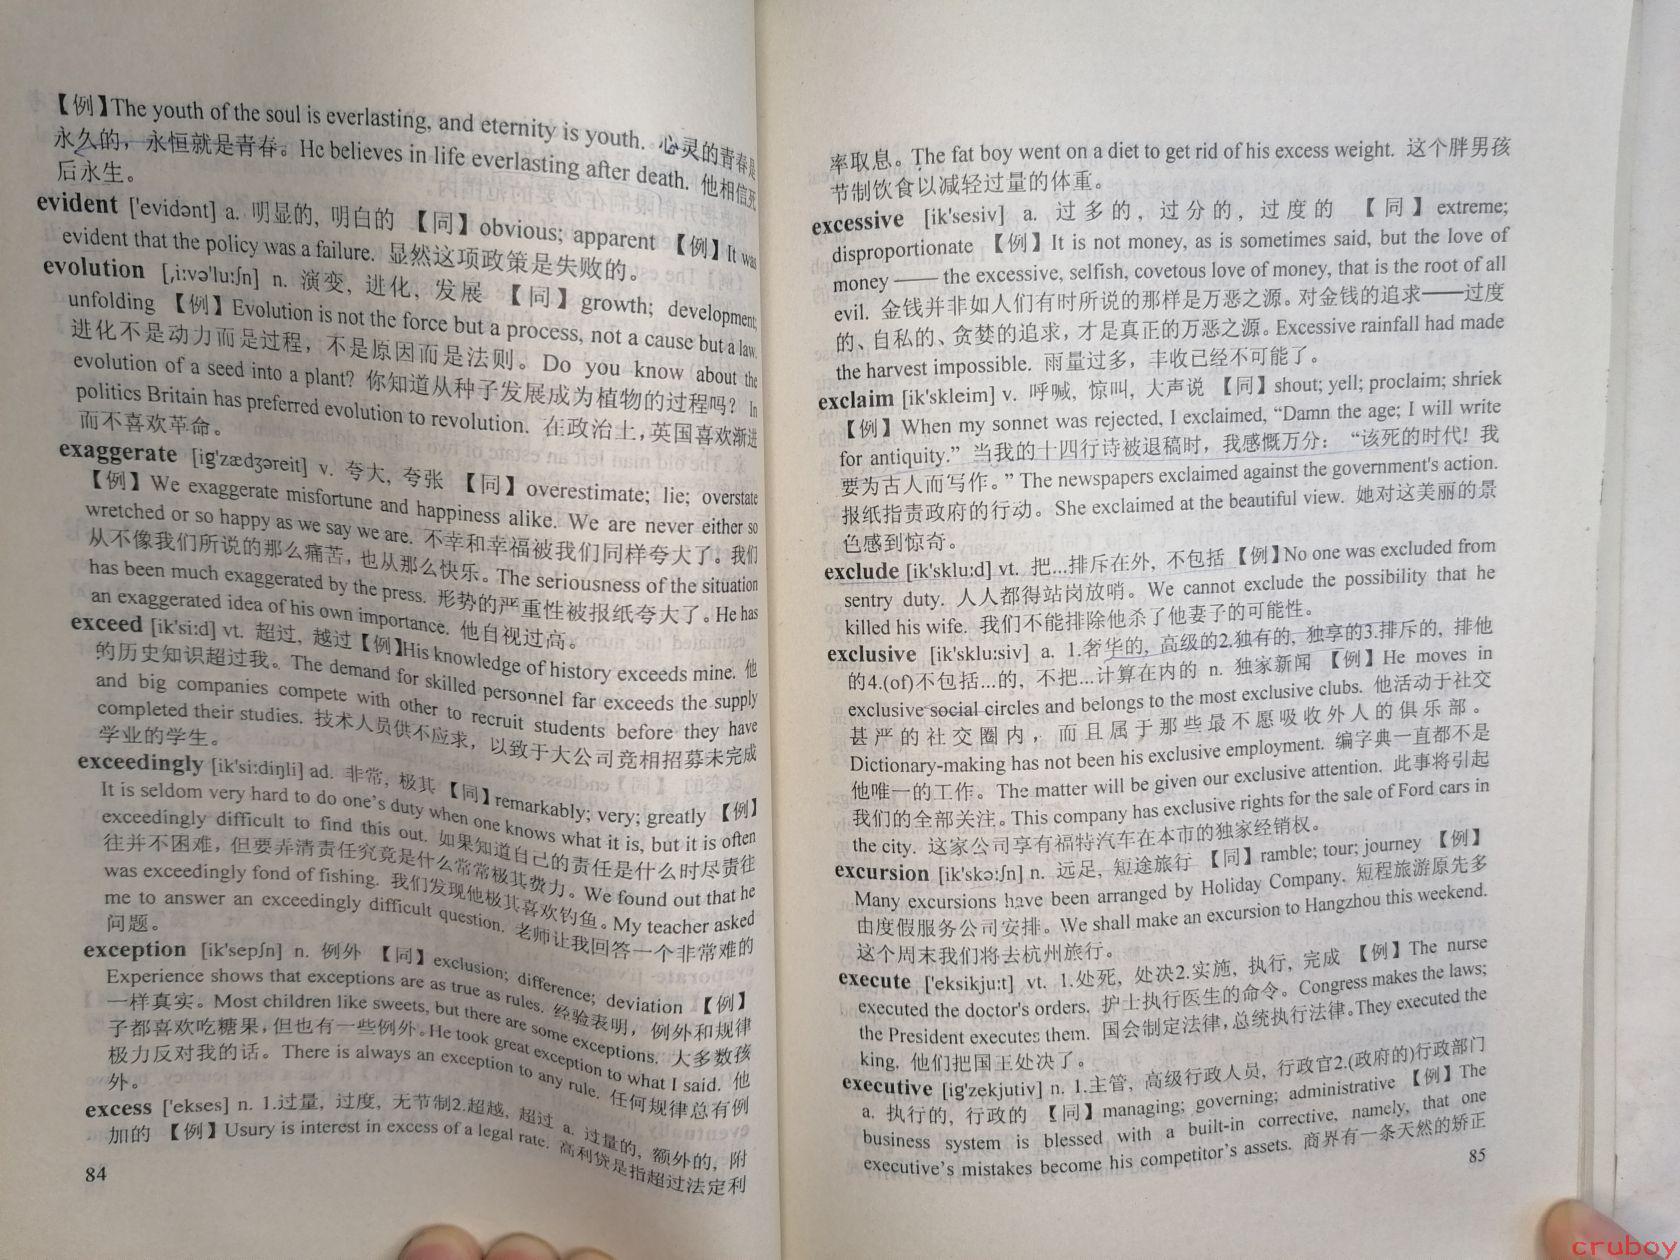 【例】The youth of the soul is everlasting, and eternity is youth. 心灵的青春是
永久的，永恒就是青春。He believes in life everlasting after death. 他相信死
后永生。
evident ['evidənt] a. 明显的, 明白的 【同】obvious; apparent 【例】It was
evident that the policy was a failure. 显然这项政策是失败的。
evolution [,i:və'lu:ʃn] n. 演变, 进化, 发展 【同】growth; development;
unfolding 【例】Evolution is not the force but a process, not a cause but a law.
进化不是动力而是过程，不是原因而是法则。Do you know about the
evolution of a seed into a plant? 你知道从种子发展成为植物的过程吗? In
politics Britain has preferred evolution to revolution. 在政治上,英国喜欢渐进
而不喜欢革命。
exaggerate [ig'zædʒəreit] v. 夸大, 夸张 【同】overestimate; lie; overstate
【例】We exaggerate misfortune and happiness alike. We are never either so
wretched or so happy as we say we are. 不幸和幸福被我们同样夸大了。我们
从不像我们所说的那么痛苦,也从那么快乐。The seriousness of the situation
has been much exaggerated by the press. 形势的严重性被报纸夸大了。He has
an exaggerated idea of his own importance. 他自视过高。
exceed [ik'si:d] vt. 超过, 越过【例】His knowledge of history exceeds mine. 他
的历史知识超过我。The demand for skilled personnel far exceeds the supply
and big companies compete with other to recruit students before they have
completed their studies. 技术人员供不应求，以致于大公司竞相招募未完成
学业的学生。
exceedingly [ik'si:diŋli] ad. 非常, 极其 【同】remarkably; very; greatly 【例】
It is seldom very hard to do one's duty when one knows what it is, but it is often
exceedingly difficult to find this out. 如果知道自己的责任是什么时尽责往
往并不困难，但要弄清责任究竟是什么常常极其费力。We found out that he
was exceedingly fond of fishing. 我们发现他极其喜欢钓鱼。My teacher asked
me to answer an exceedingly difficult question. 老师让我回答一个非常难的
问题。
exception [ik'sepʃn] n. 例外 【同】exclusion; difference; deviation 【例】
Experience shows that exceptions are as true as rules. 经验表明，例外和规律
一样真实。Most children like sweets, but there are some exceptions. 大多数孩
子都喜欢吃糖果,但也有一些例外。He took great exception to what I said. 他
极力反对我的话。There is always an exception to any rule. 任何规律总有例
外。
excess ['ekses] n. 1.过量, 过度, 无节制2.超越, 超过 a. 过量的, 额外的, 附
加的 【例】Usury is interest in excess of a legal rate. 高利贷是指超过法定利
84
率取息。The fat boy went on a diet to get rid of his excess weight. 这个胖男孩
节制饮食以减轻过量的体重。
excessive [ik'sesiv] a. 过多的, 过分的, 过度的 【同】extreme;
disproportionate 【例】It is not money, as is sometimes said, but the love of
money —— the excessive, selfish, covetous love of money, that is the root of all
evil. 金钱并非如人们有时所说的那样是万恶之源。对金钱的追求——过度
的、自私的、贪婪的追求，才是真正的万恶之源。Excessive rainfall had made
the harvest impossible. 雨量过多，丰收已经不可能了。
exclaim [ik'skleim] v. 呼喊, 惊叫, 大声说 【同】shout; yell; proclaim; shriek
【例】When my sonnet was rejected, I exclaimed, “Damn the age; I will write
for antiquity.” 当我的十四行诗被退稿时，我感慨万分：“该死的时代! 我
要为古人而写作。” The newspapers exclaimed against the government's action.
报纸指责政府的行动。She exclaimed at the beautiful view. 她对这美丽的景
色感到惊奇。
exclude [ik'sklu:d] vt. 把...排斥在外, 不包括【例】No one was excluded from
sentry duty. 人人都得站岗放哨。We cannot exclude the possibility that he
killed his wife. 我们不能排除他杀了他妻子的可能性。
exclusive [ik'sklu:siv] a. 1.奢华的, 高级的2.独有的, 独享的3.排斥的, 排他
的4.(of)不包括...的, 不把...计算在内的 n. 独家新闻 【例】He moves in
exclusive social circles and belongs to the most exclusive clubs. 他活动于社交
甚严的社交圈内，而且属于那些最不愿吸收外人的俱乐部。
Dictionary-making has not been his exclusive employment. 编字典一直都不是
他唯一的工作。The matter will be given our exclusive attention. 此事将引起
我们的全部关注。This company has exclusive rights for the sale of Ford cars in
the city. 这家公司享有福特汽车在本市的独家经销权。
excursion [ik'skə:ʃn] n. 远足, 短途旅行 【同】ramble; tour; journey 【例】
Many excursions have been arranged by Holiday Company. 短程旅游原先多
由度假服务公司安排。We shall make an excursion to Hangzhou this weekend.
这个周末我们将去杭州旅行。
execute ['eksikju:t] vt. 1.处死, 处决2.实施, 执行, 完成 【例】The nurse
executed the doctor's orders. 护士执行医生的命令。Congress makes the laws;
the President executes them. 国会制定法律,总统执行法律。They executed the
king. 他们把国王处决了。
executive [ig'zekjutiv] n. 1.主管, 高级行政人员, 行政官2.(政府的)行政部门
a. 执行的, 行政的 【同】managing; governing; administrative 【例】The
business system is blessed with a built-in corrective, namely, that one
executive's mistakes become his competitor's assets. 商界有一条天然的矫正
85
cruboy